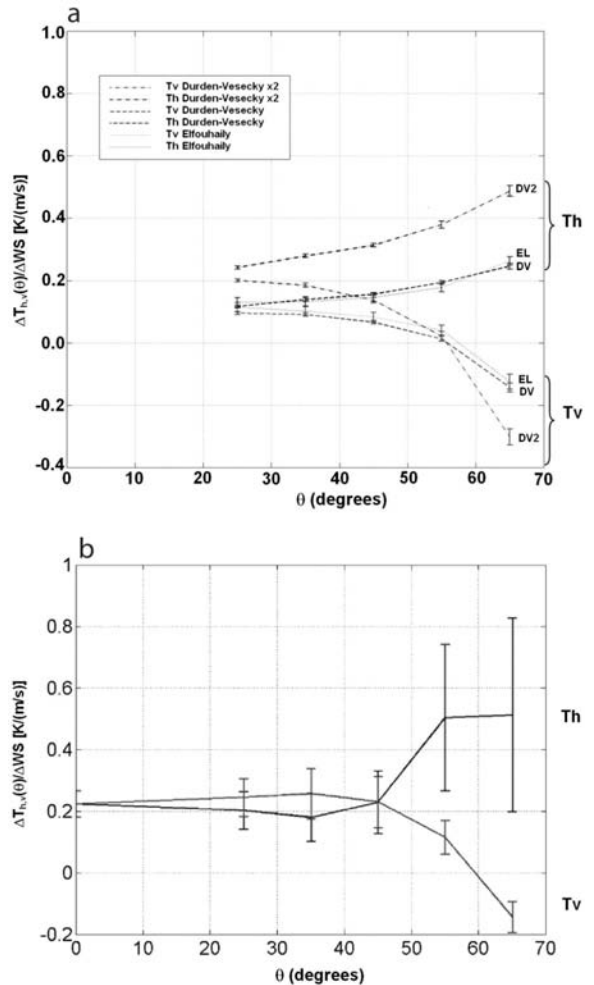 a
1.0
0.8
0.6
0.4
0.2
0.0
-0.2
-0.4
ΔTh,v(θ)/ΔWS [K/(m/s)]
Tv Durden-Vesecky x2
Th Durden-Vesecky x2
Tv Durden-Vesecky
Th Durden-Vesecky
Tv Elfouhaily
Th Elfouhaily
DV2
EL
DV
Th
EL
DV
DV2
Tv
0 10 20 30 40 50 60 70
θ (degrees)
b
1
0.8
0.6
0.4
0.2
0
-0.2
ΔTh,v(θ)/ΔWS [K/(m/s)]
Th
Tv
0 10 20 30 40 50 60 70
θ (degrees)